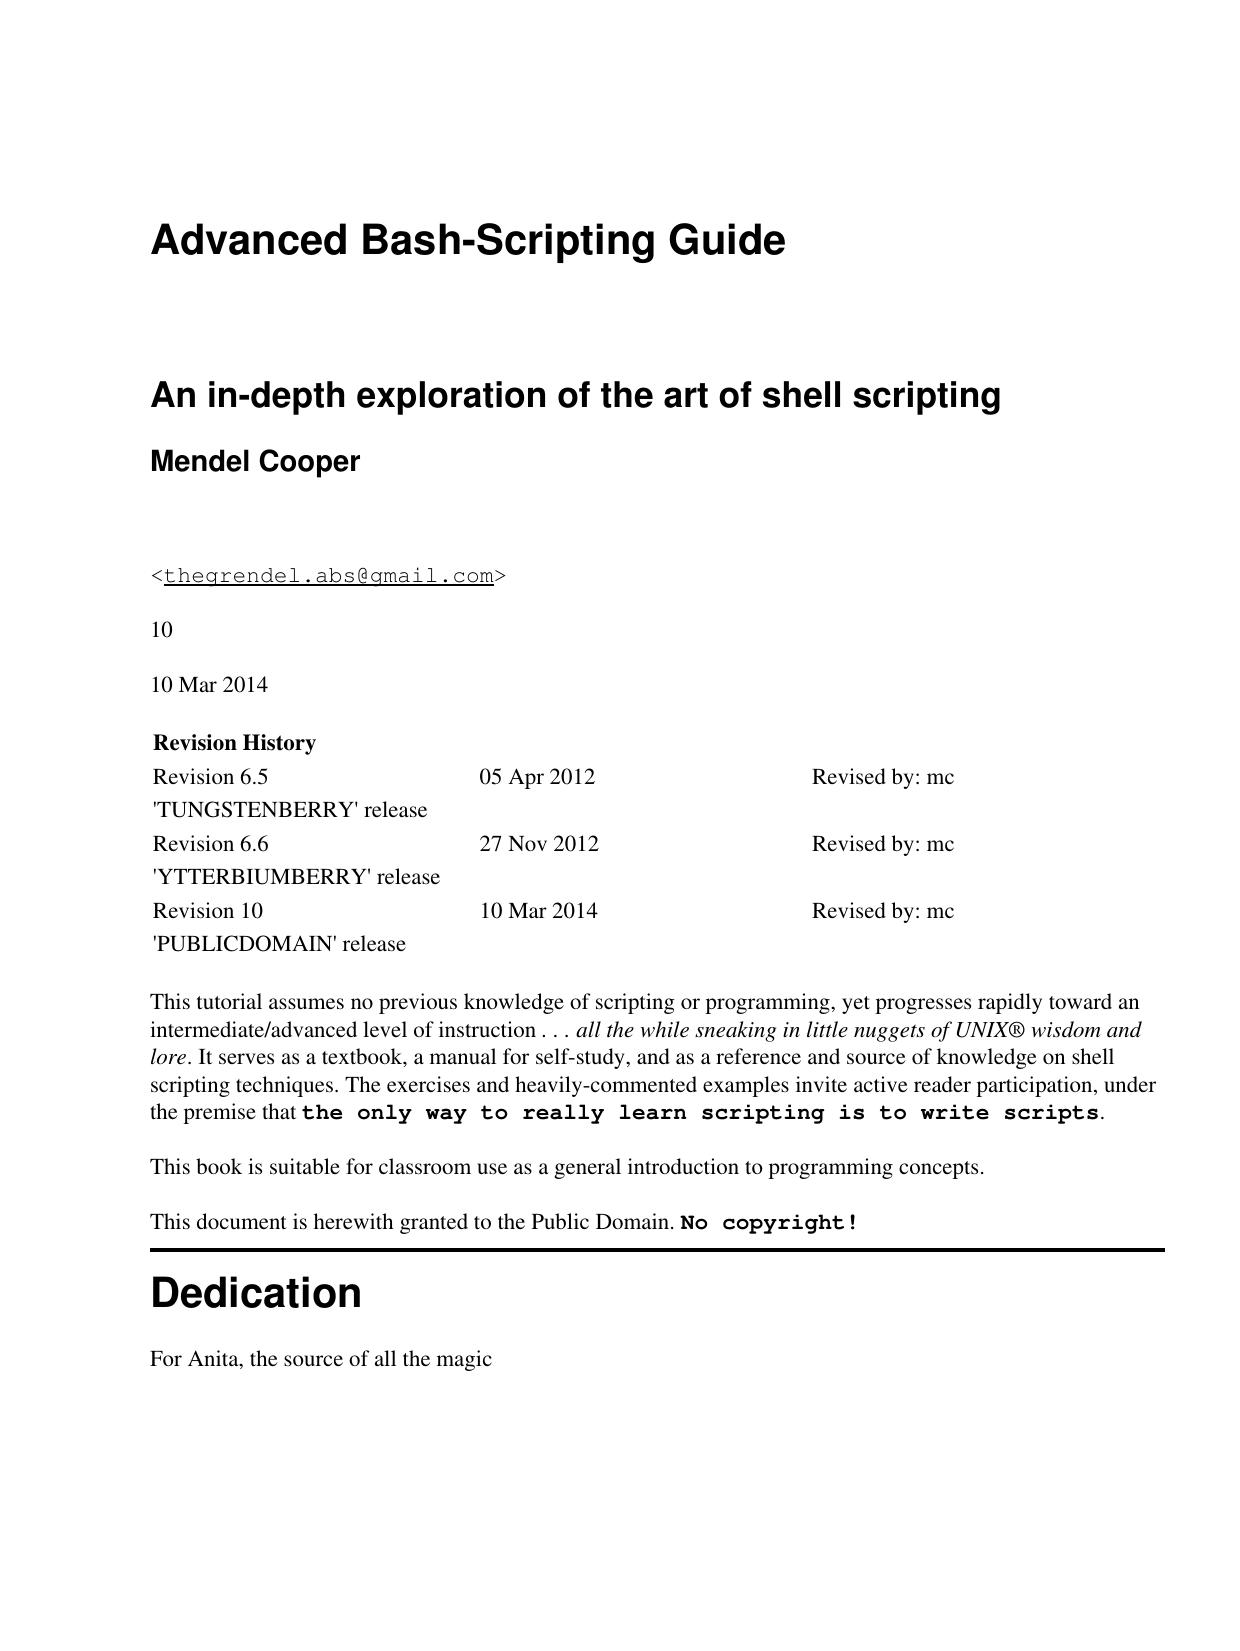 Advanced Bash-Scripting Guide
An in-depth exploration of the art of shell scripting
Mendel Cooper
<thegrendel.abs@gmail.com>
10
10 Mar 2014
Revision History
Revision 6.5 05 Apr 2012 Revised by: mc
'TUNGSTENBERRY' release
Revision 6.6 27 Nov 2012 Revised by: mc
'YTTERBIUMBERRY' release
Revision 10 10 Mar 2014 Revised by: mc
'PUBLICDOMAIN' release
This tutorial assumes no previous knowledge of scripting or programming, yet progresses rapidly toward an
intermediate/advanced level of instruction . . . all the while sneaking in little nuggets of UNIX® wisdom and
lore. It serves as a textbook, a manual for self-study, and as a reference and source of knowledge on shell
scripting techniques. The exercises and heavily-commented examples invite active reader participation, under
the premise that the only way to really learn scripting is to write scripts.
This book is suitable for classroom use as a general introduction to programming concepts.
This document is herewith granted to the Public Domain. No copyright!
Dedication
For Anita, the source of all the magic